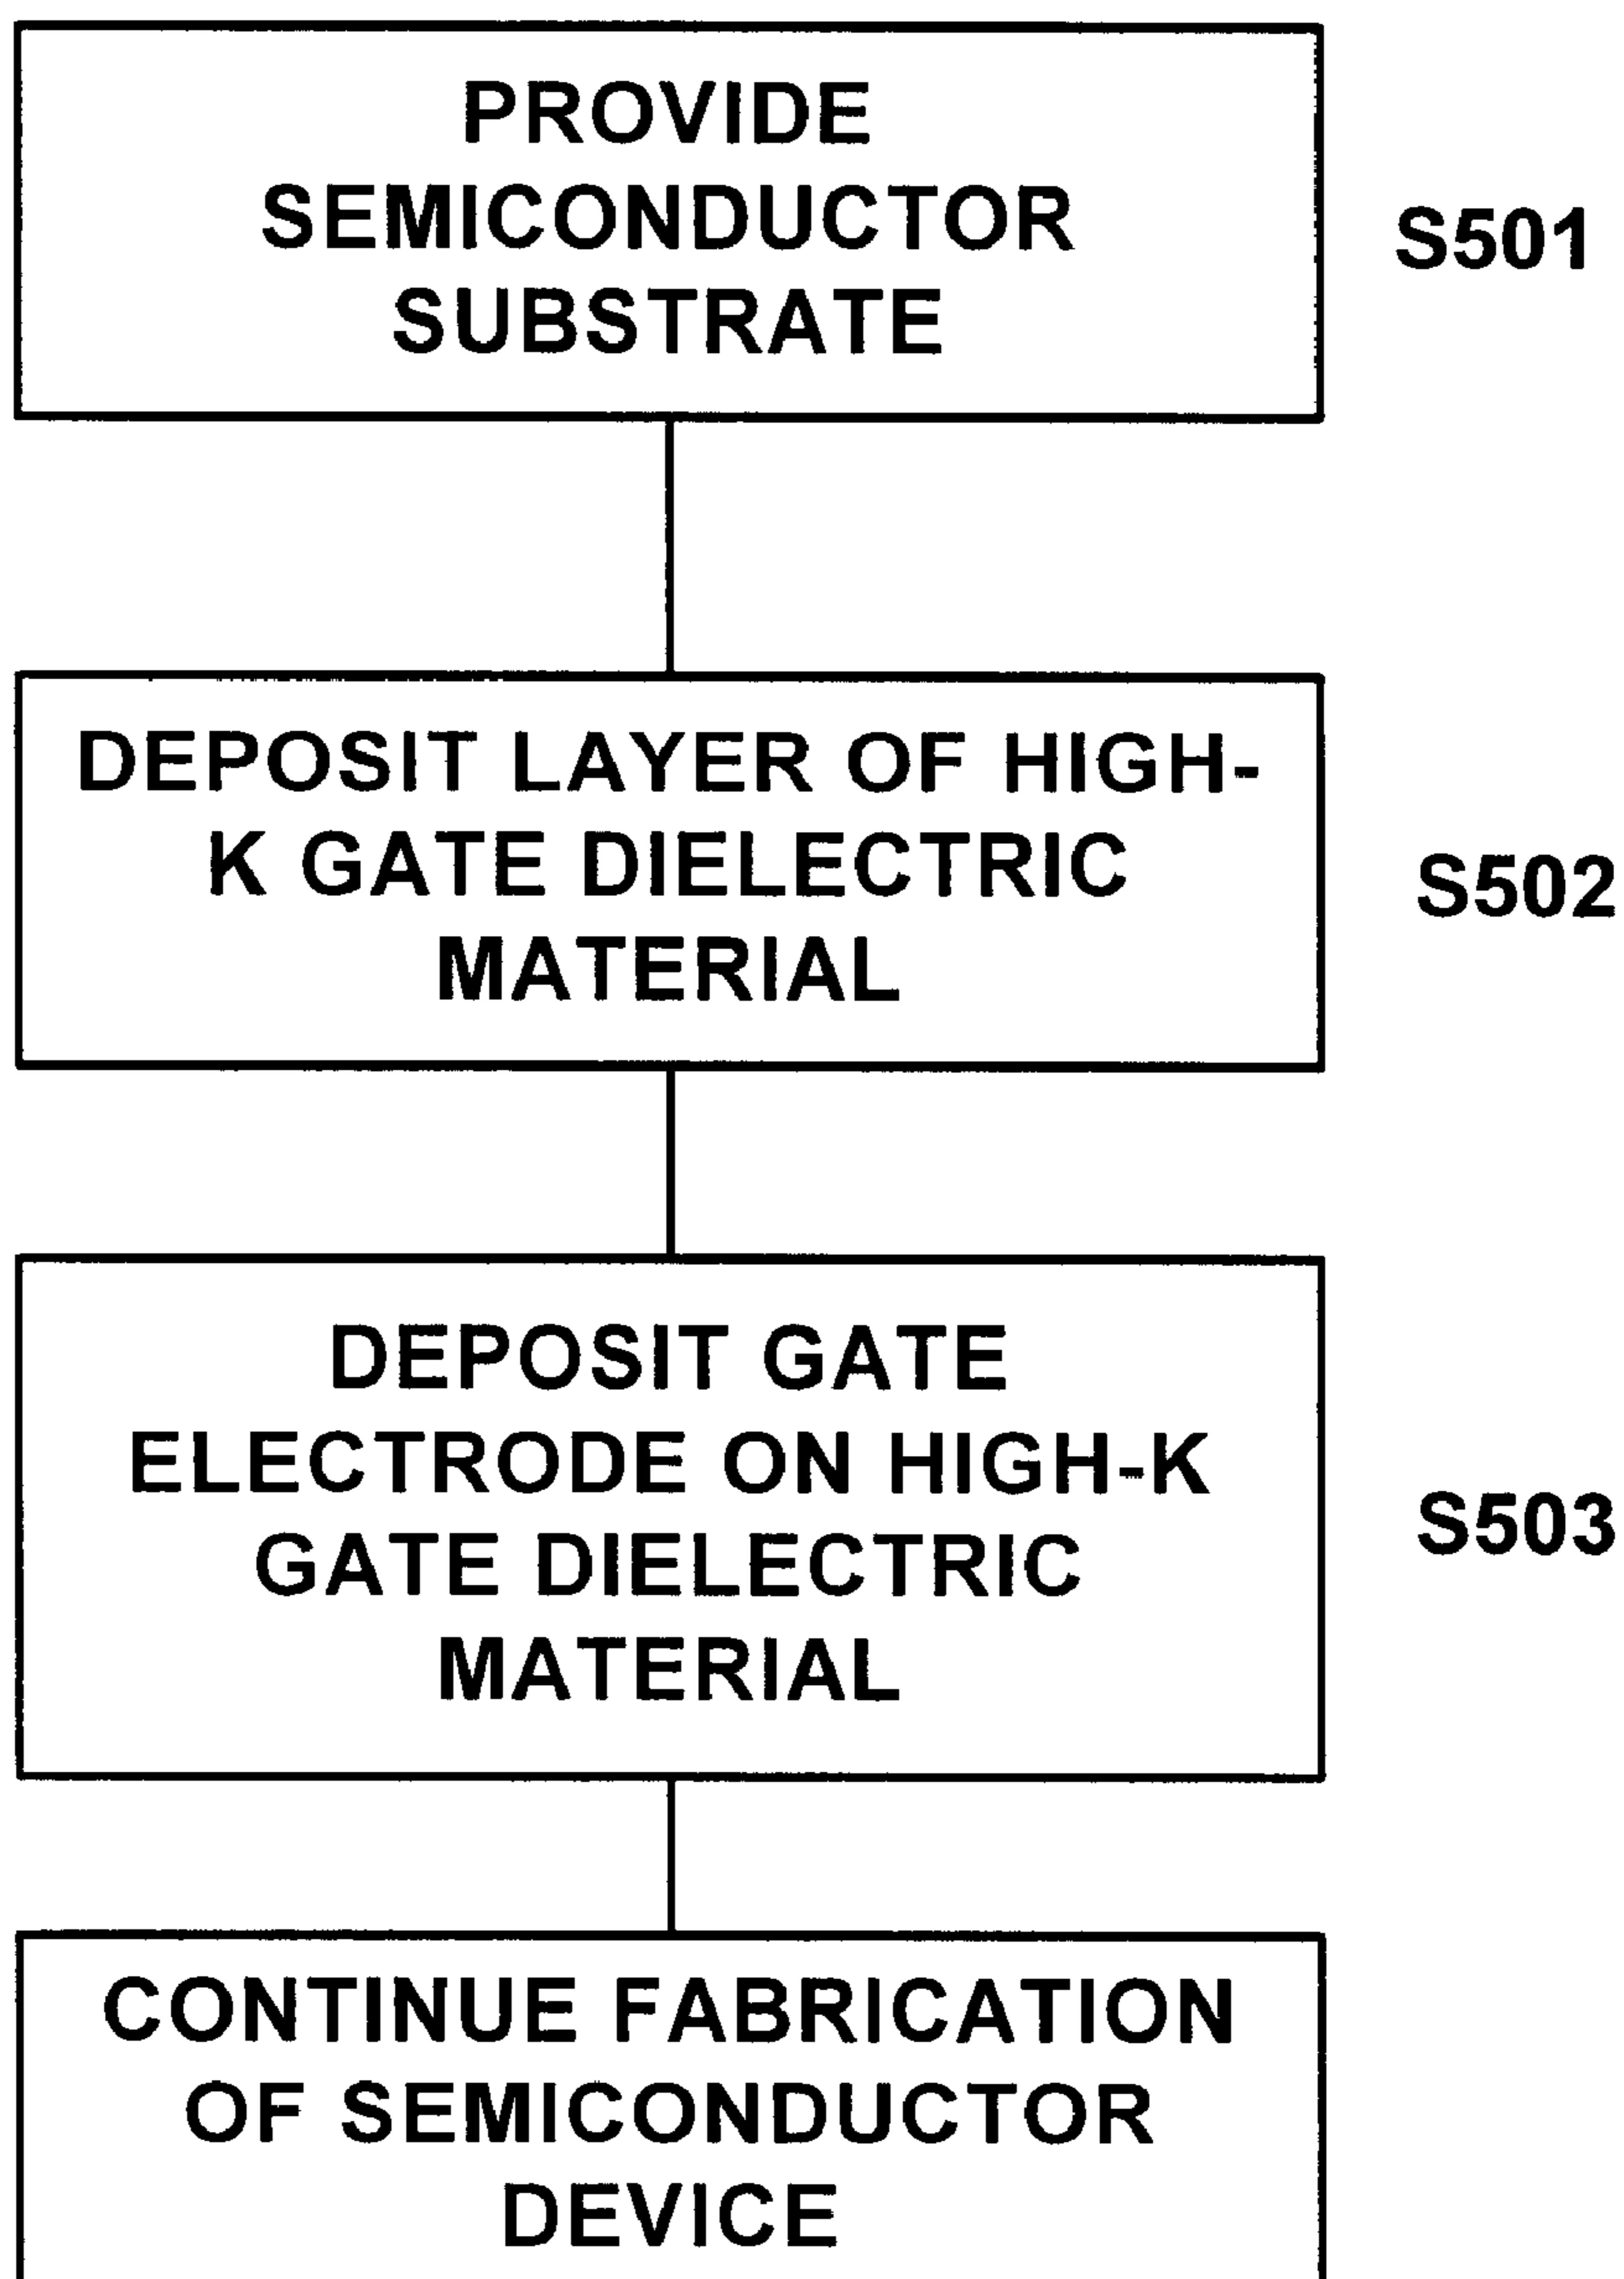 PROVIDE
SEMICONDUCTOR
SUBSTRATE
S501
DEPOSIT LAYER OF HIGH-
K GATE DIELECTRIC
MATERIAL
S502
DEPOSIT GATE
ELECTRODE ON HIGH-K
GATE DIELECTRIC
MATERIAL
S503
CONTINUE FABRICATION
OF SEMICONDUCTOR
DEVICE